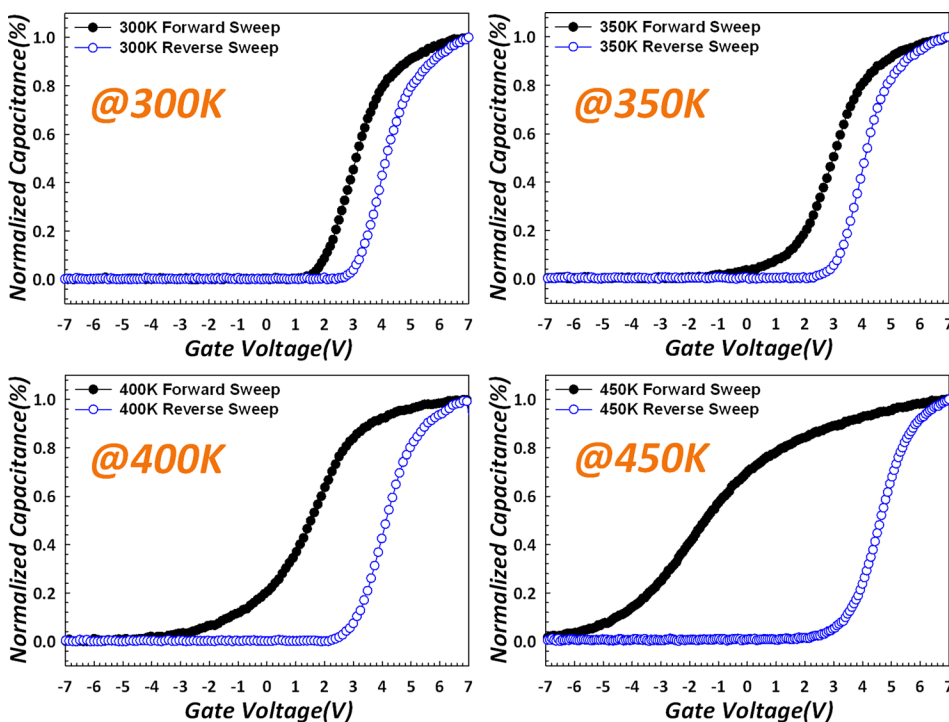 300K Forward Sweep
300K Reverse Sweep
@300K
Normalized Capacitance(%)
1.0
0.8
0.6
0.4
0.2
0.0
-7 -6 -5 -4 -3 -2 -1 0 1 2 3 4 5 6 7
Gate Voltage(V)
350K Forward Sweep
350K Reverse Sweep
@350K
Normalized Capacitance(%)
1.0
0.8
0.6
0.4
0.2
0.0
-7 -6 -5 -4 -3 -2 -1 0 1 2 3 4 5 6 7
Gate Voltage(V)
400K Forward Sweep
400K Reverse Sweep
@400K
Normalized Capacitance(%)
1.0
0.8
0.6
0.4
0.2
0.0
-7 -6 -5 -4 -3 -2 -1 0 1 2 3 4 5 6 7
Gate Voltage(V)
450K Forward Sweep
450K Reverse Sweep
@450K
Normalized Capacitance(%)
1.0
0.8
0.6
0.4
0.2
0.0
-7 -6 -5 -4 -3 -2 -1 0 1 2 3 4 5 6 7
Gate Voltage(V)